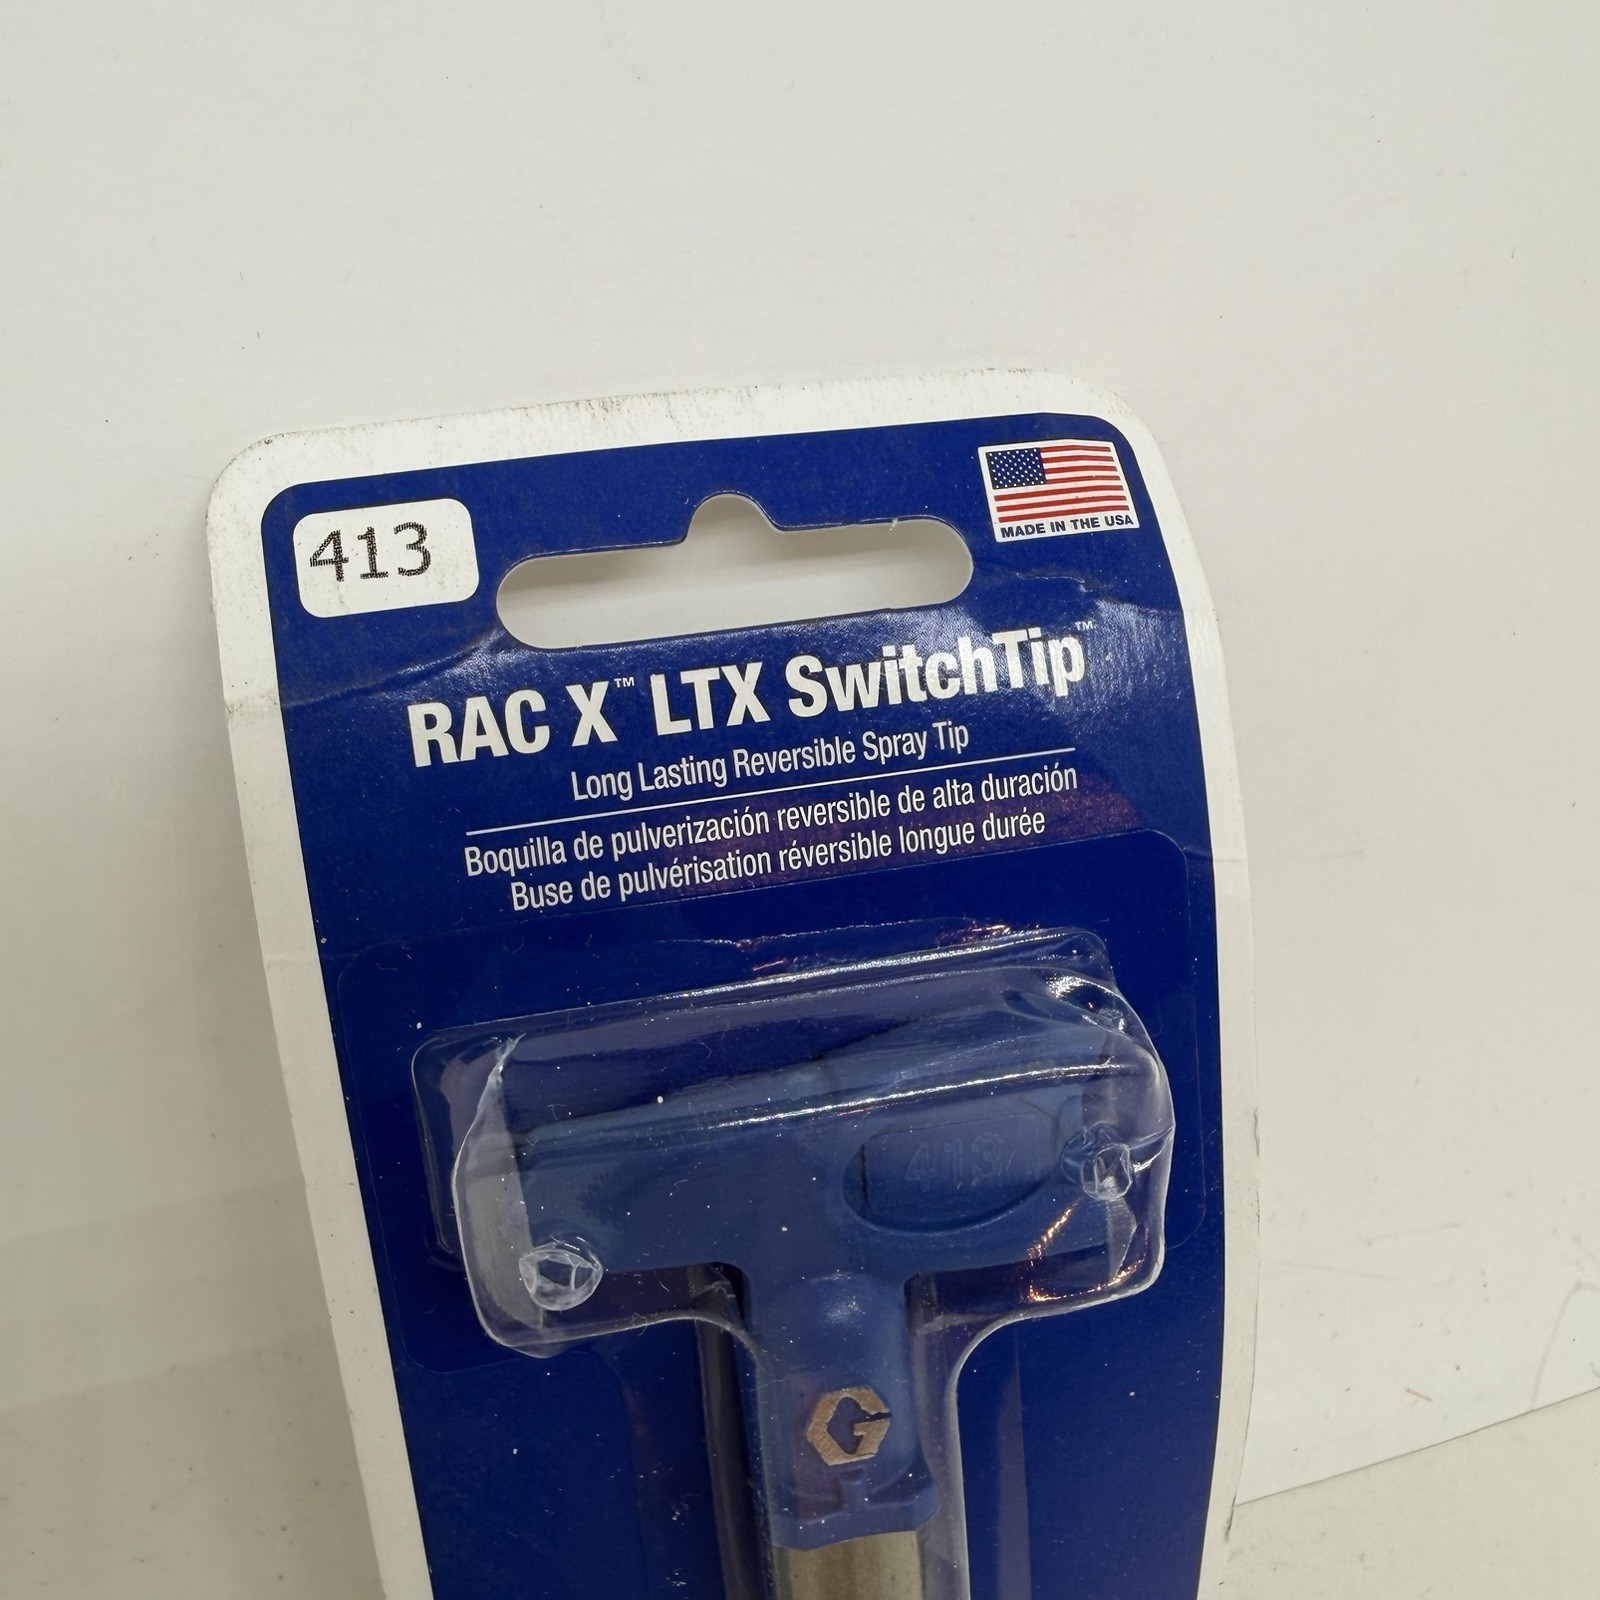 413
MADE IN THE USA
RAC X™ LTX SwitchTip™
Long Lasting Reversible Spray Tip
Boquilla de pulverización reversible de alta duración
Buse de pulvérisation réversible longue durée
413
G